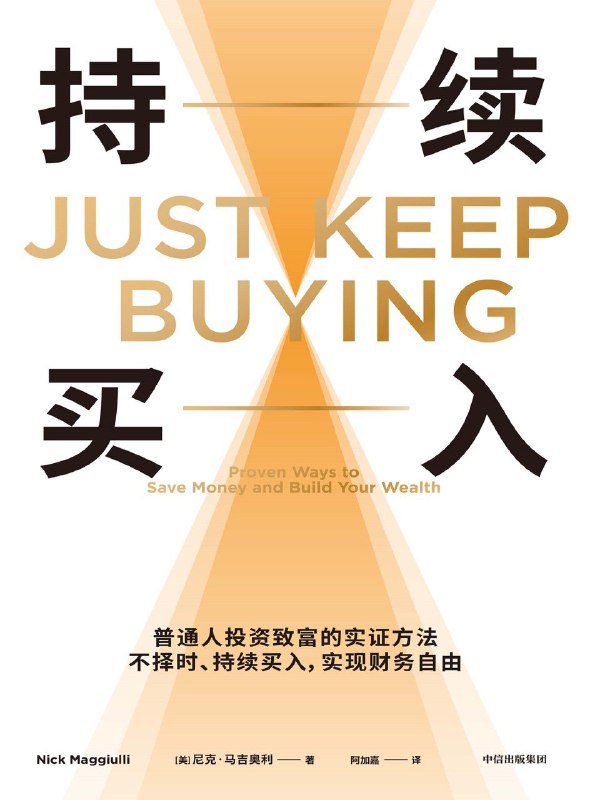 持续
JUST KEEP
BUYING
买入
Proven Ways to
Save Money and Build Your Wealth
普通人投资致富的实证方法
不择时、持续买入，实现财务自由
Nick Maggiulli [美]尼克·马吉奥利——著 阿加嘉——译 中信出版集团